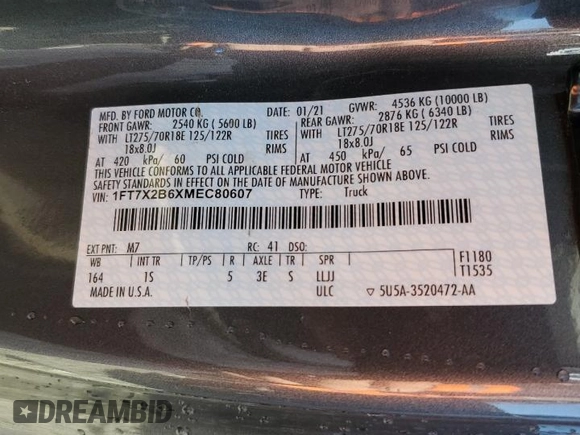 MFD. BY FORD MOTOR CO. DATE: 01/21 GVWR: 4536 KG (10000 LB)
FRONT GAWR: 2540 KG ( 5600 LB) REAR GAWR: 2876 KG ( 6340 LB)
WITH LT275/70R18E 125/122R TIRES WITH LT275/70R18E 125/122R TIRES
18x8.0J RIMS 18x8.0J RIMS
AT 420 kPa/ 60 PSI COLD AT 450 kPa/ 65 PSI COLD
THIS VEHICLE CONFORMS TO ALL APPLICABLE FEDERAL MOTOR VEHICLE
SAFETY STANDARDS IN EFFECT ON THE DATE OF MANUFACTURE SHOWN ABOVE.
VIN: 1FT7X2B6XMEC80607 TYPE: Truck
EXT PNT: M7 RC: 41 DSO:
WB INT TR TP/PS R AXLE TR SPR F1180
164 1S 5 3E S LLJJ T1535
MADE IN U.S.A. ULC ▽ 5U5A-3520472-AA
DREAMBID